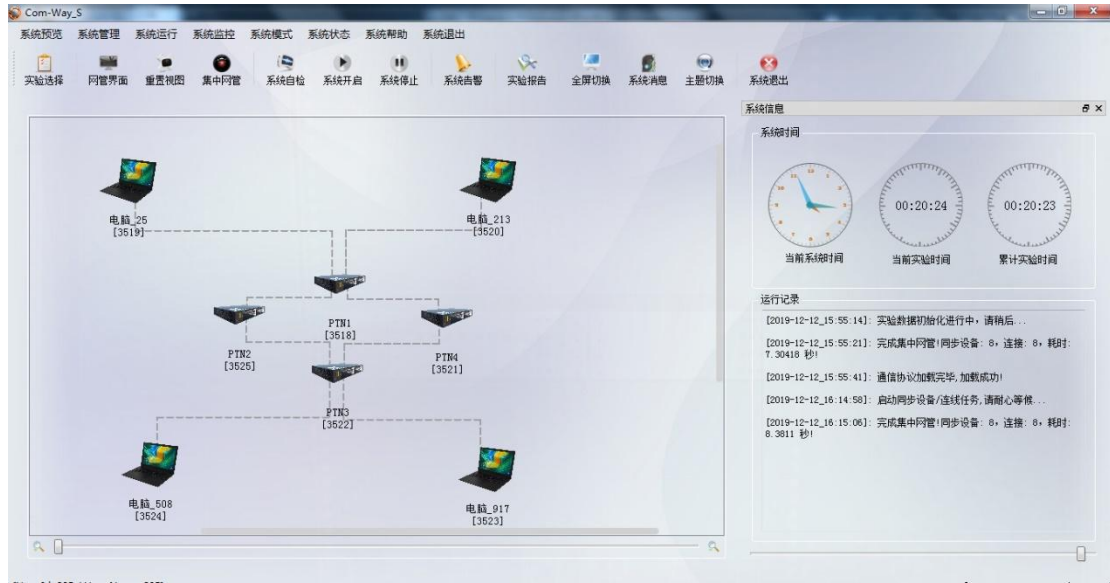 Com-Way_S
系统预览 系统管理 系统运行 系统监控 系统模式 系统状态 系统帮助 系统退出
实验选择 网管界面 重置视图 集中网管 系统自检 系统开启 系统停止 系统告警 实验报告 全屏切换 系统消息 主题切换 系统退出
系统信息
系统时间
00:20:24
00:20:23
当前系统时间 当前实验时间 累计实验时间
运行记录
[2019-12-12_15:55:14]: 实验数据初始化进行中，请稍后...
[2019-12-12_15:55:21]: 完成集中网管!同步设备: 8，连接: 8，耗时:
7.30418 秒!
[2019-12-12_15:55:41]: 通信协议加载完毕,加载成功!
[2019-12-12_16:14:58]: 启动同步设备/连线任务,请耐心等候...
[2019-12-12_16:15:06]: 完成集中网管!同步设备: 8，连接: 8，耗时:
8.3811 秒!
电脑_25
[3519]
电脑_213
[3520]
PTN1
[3518]
PTN2
[3525]
PTN4
[3521]
PTN3
[3522]
电脑_508
[3524]
电脑_917
[3523]